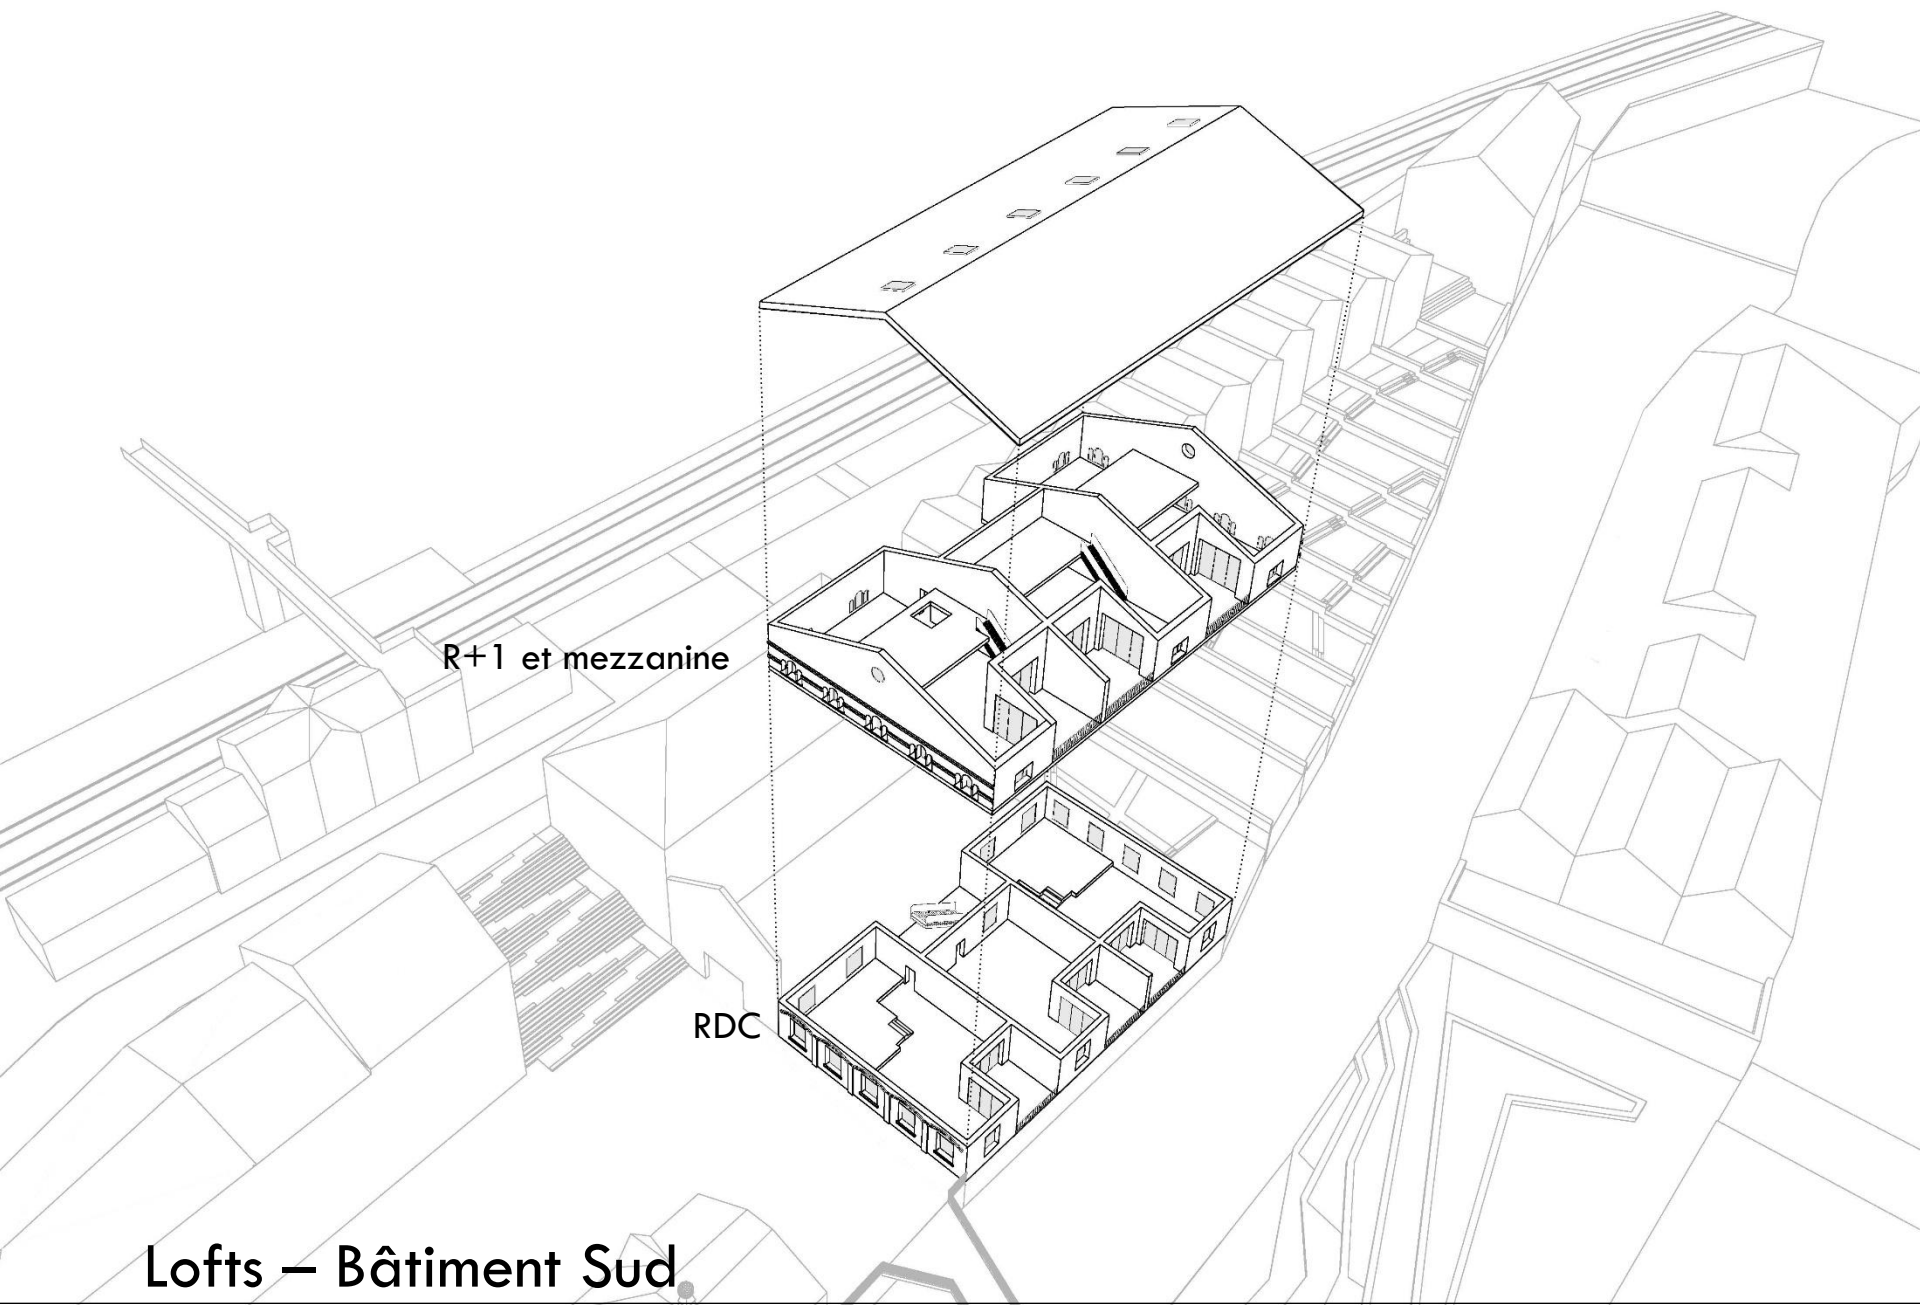 R+1 et mezzanine
RDC
Lofts – Bâtiment Sud